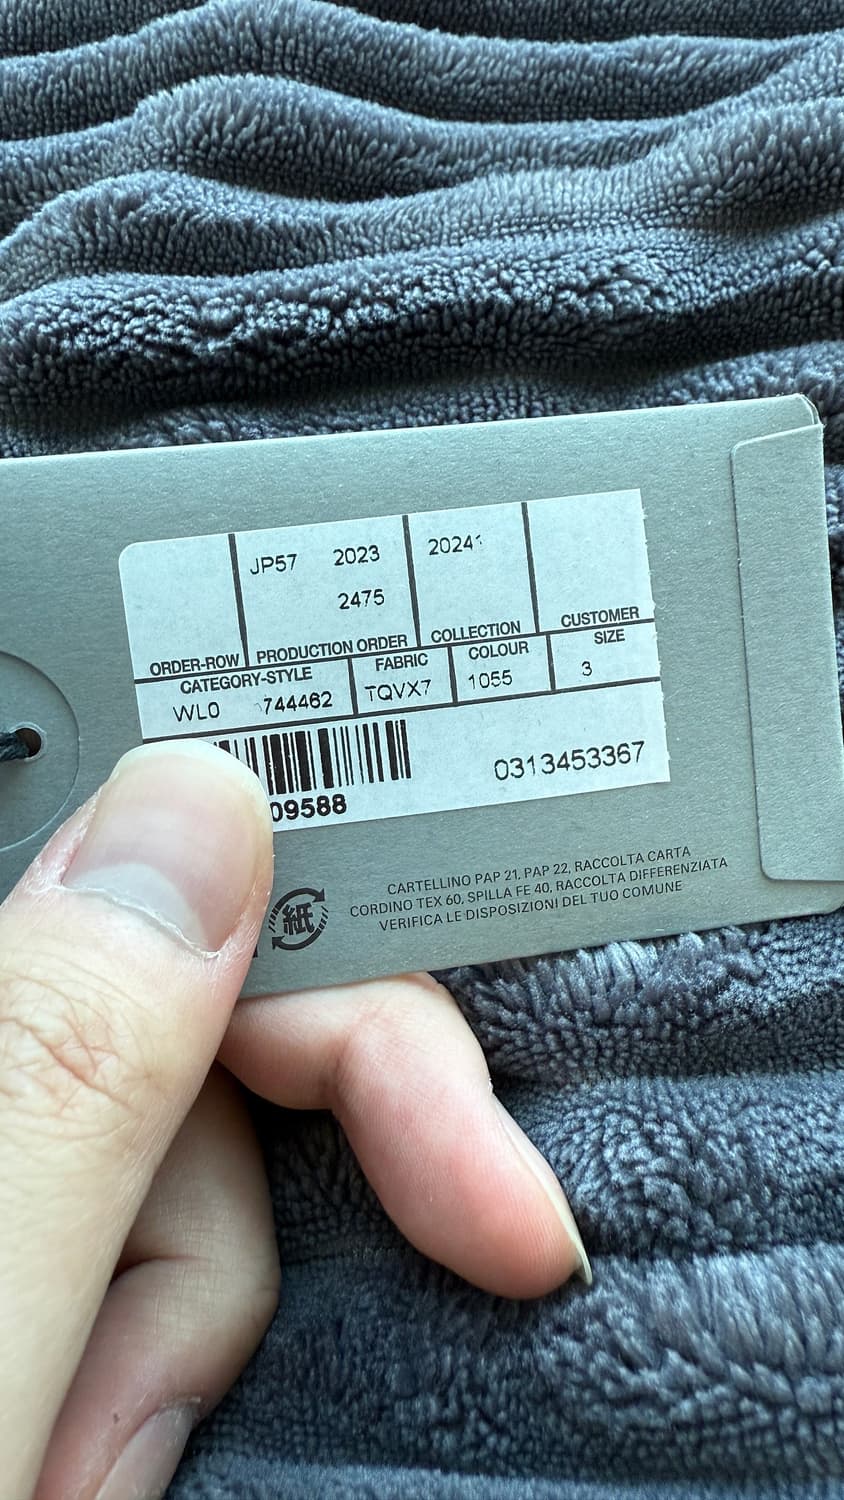 JP57 2023 20241
2475
ORDER-ROW PRODUCTION ORDER COLLECTION CUSTOMER
CATEGORY-STYLE FABRIC COLOUR SIZE
WL0 744462 TQVX7 1055 3
09588 0313453367
紙
CARTELLINO PAP 21, PAP 22, RACCOLTA CARTA
CORDINO TEX 60, SPILLA FE 40, RACCOLTA DIFFERENZIATA
VERIFICA LE DISPOSIZIONI DEL TUO COMUNE